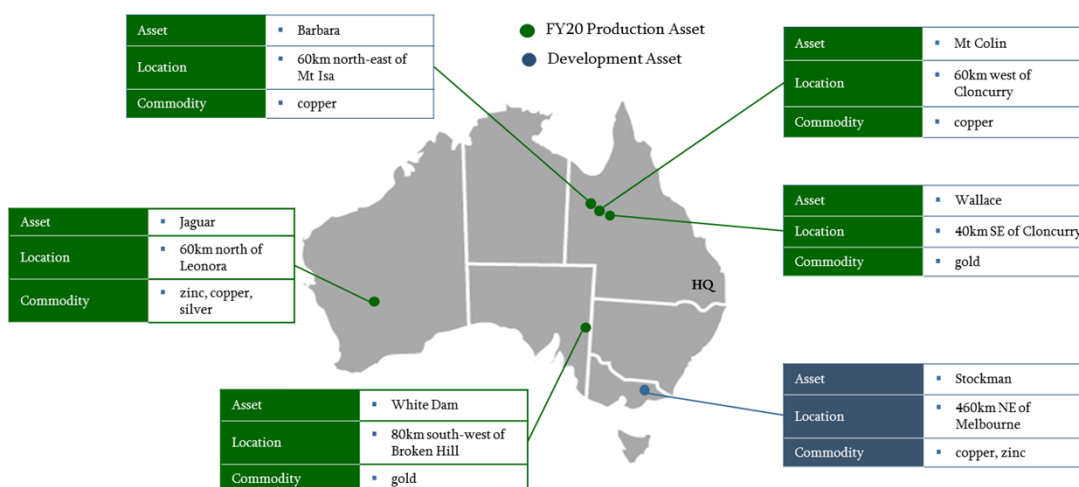 FY20 Production Asset
Development Asset
Asset Barbara
Location 60km north-east of
Mt Isa
Commodity copper
Asset Mt Colin
Location 60km west of
Cloncurry
Commodity copper
Asset Wallace
Location 40km SE of Cloncurry
Commodity gold
Asset Jaguar
Location 60km north of
Leonora
Commodity zinc, copper,
silver
HQ
Asset White Dam
Location 80km south-west of
Broken Hill
Commodity gold
Asset Stockman
Location 460km NE of
Melbourne
Commodity copper, zinc